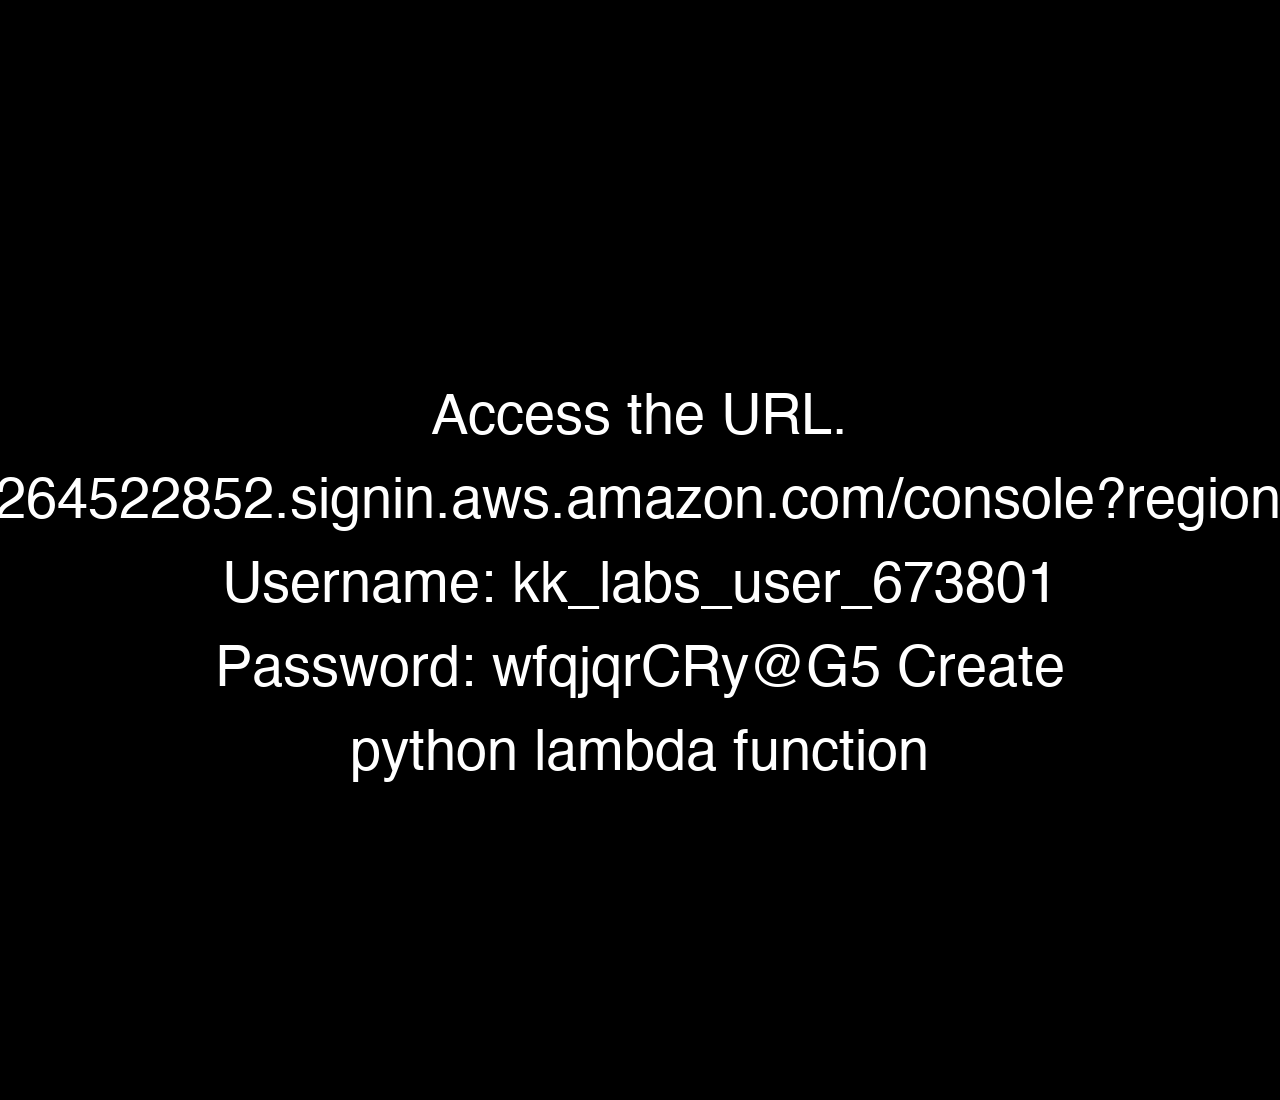 Access the URL.
264522852.signin.aws.amazon.com/console?region
Username: kk_labs_user_673801
Password: wfqjqrCRy@G5 Create
python lambda function